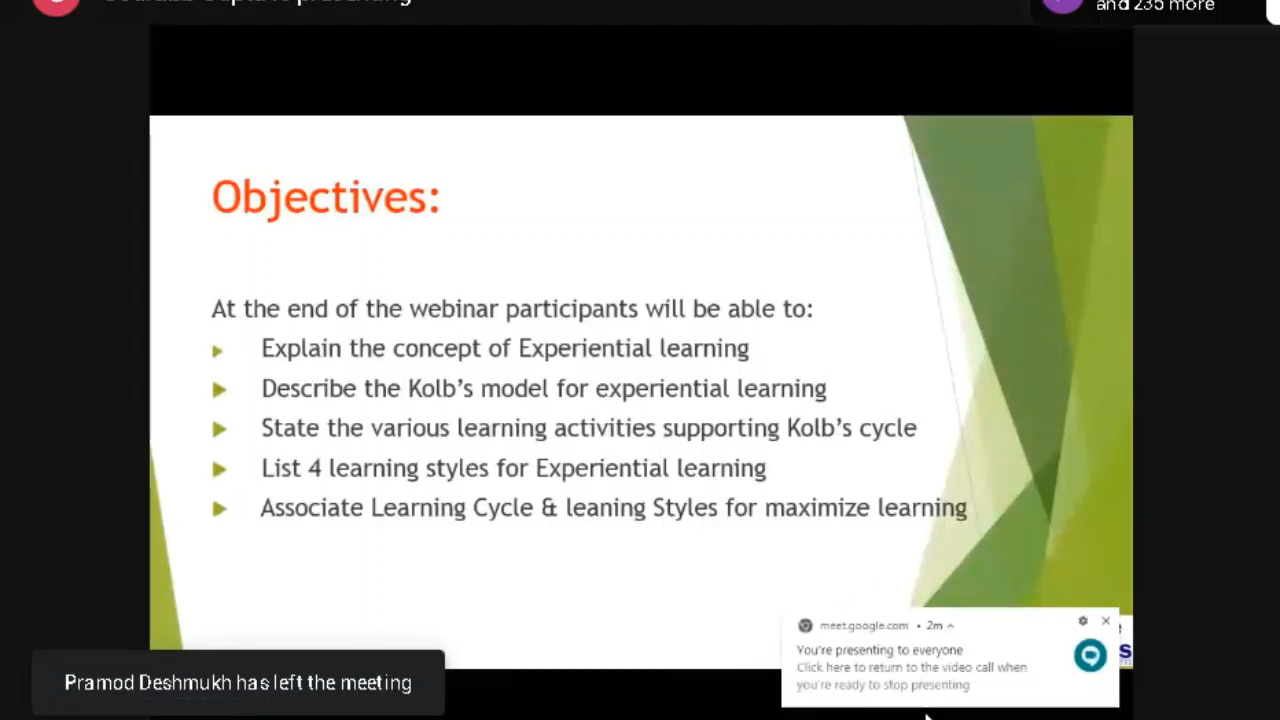 presenting
and 235 more
Objectives:
At the end of the webinar participants will be able to:
Explain the concept of Experiential learning
Describe the Kolb's model for experiential learning
State the various learning activities supporting Kolb's cycle
List 4 learning styles for Experiential learning
Associate Learning Cycle & leaning Styles for maximize learning
meet.google.com • 2m
You're presenting to everyone
Click here to return to the video call when
you're ready to stop presenting
Pramod Deshmukh has left the meeting